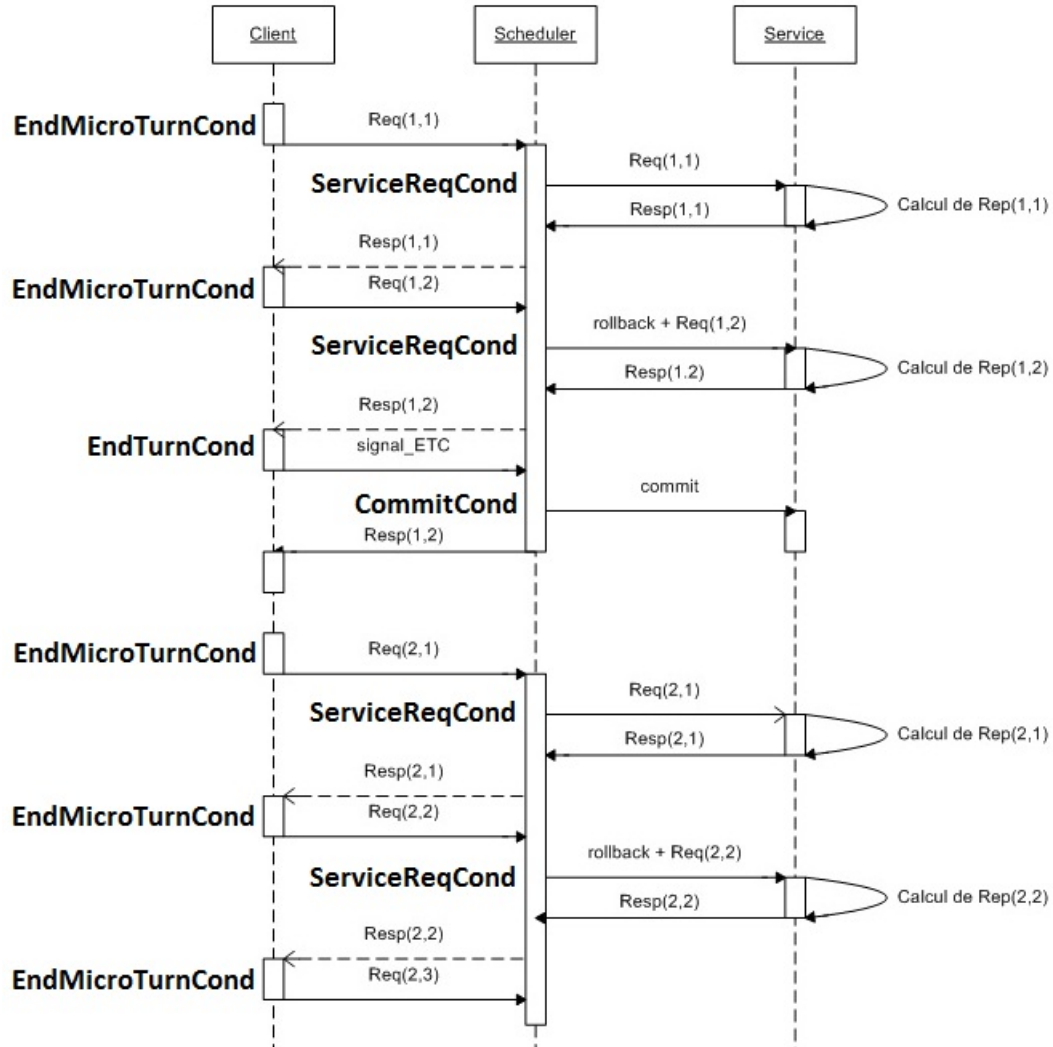 Client
Scheduler
Service
EndMicroTurnCond
Req(1,1)
ServiceReqCond
Req(1,1)
Resp(1,1)
Calcul de Rep(1,1)
Resp(1,1)
EndMicroTurnCond
Req(1,2)
ServiceReqCond
rollback + Req(1,2)
Resp(1.2)
Calcul de Rep(1,2)
Resp(1,2)
EndTurnCond
signal_ETC
CommitCond
commit
Resp(1,2)
EndMicroTurnCond
Req(2,1)
ServiceReqCond
Req(2,1)
Resp(2,1)
Calcul de Rep(2,1)
Resp(2,1)
EndMicroTurnCond
Req(2,2)
ServiceReqCond
rollback + Req(2,2)
Resp(2,2)
Calcul de Rep(2,2)
Resp(2,2)
EndMicroTurnCond
Req(2,3)